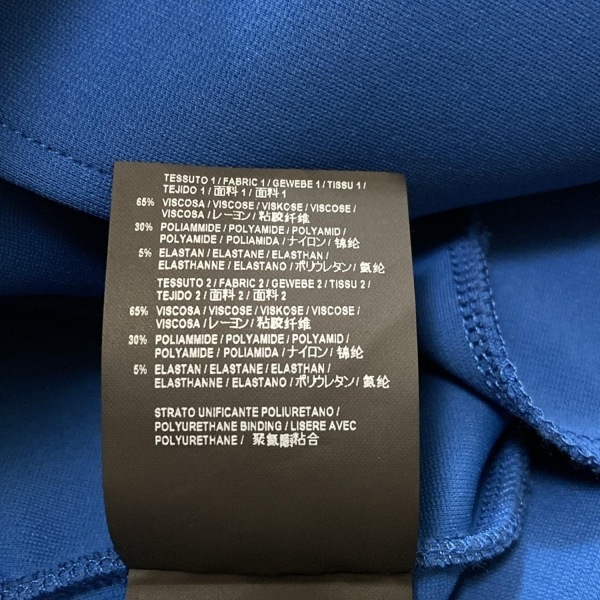 TESSUTO 1 / FABRIC 1 / GEWEBE 1 / TISSU 1 /
TEJIDO 1 / 面料 1 / 面料 1
65% VISCOSA / VISCOSE / VISKOSE / VISCOSE /
VISCOSA / レーヨン / 粘胶纤维
30% POLIAMMIDE / POLYAMIDE / POLYAMID /
POLYAMIDE / POLIAMIDA / ナイロン / 锦纶
5% ELASTAN / ELASTANE / ELASTHAN /
ELASTHANNE / ELASTANO / ポリウレタン / 氨纶
TESSUTO 2 / FABRIC 2 / GEWEBE 2 / TISSU 2 /
TEJIDO 2 / 面料 2 / 面料 2
65% VISCOSA / VISCOSE / VISKOSE / VISCOSE /
VISCOSA / レーヨン / 粘胶纤维
30% POLIAMMIDE / POLYAMIDE / POLYAMID /
POLYAMIDE / POLIAMIDA / ナイロン / 锦纶
5% ELASTAN / ELASTANE / ELASTHAN /
ELASTHANNE / ELASTANO / ポリウレタン / 氨纶
STRATO UNIFICANTE POLIURETANO /
POLYURETHANE BINDING / LISERE AVEC
POLYURETHANE / 聚氨酯粘合